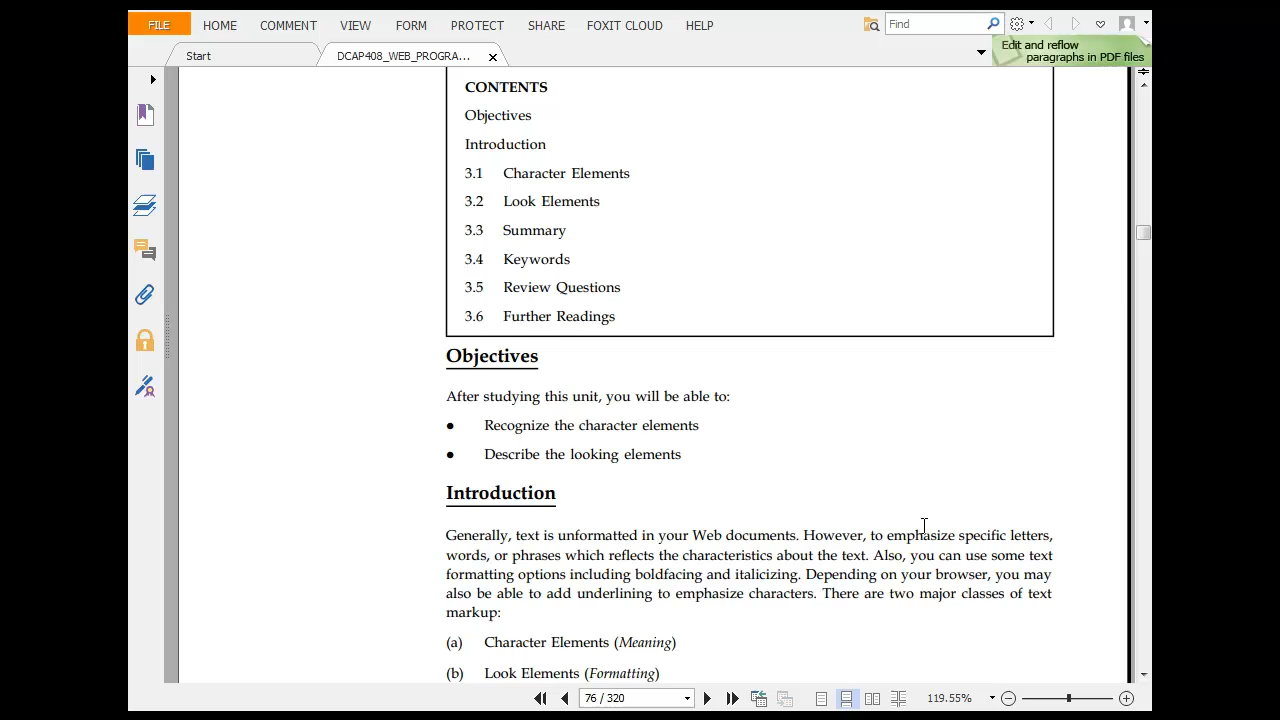 FILE HOME COMMENT VIEW FORM PROTECT SHARE FOXIT CLOUD HELP Find
Start DCAP408_WEB_PROGRA...
Edit and reflow
paragraphs in PDF files
CONTENTS
Objectives
Introduction
3.1 Character Elements
3.2 Look Elements
3.3 Summary
3.4 Keywords
3.5 Review Questions
3.6 Further Readings
Objectives
After studying this unit, you will be able to:
● Recognize the character elements
● Describe the looking elements
Introduction
Generally, text is unformatted in your Web documents. However, to emphasize specific letters,
words, or phrases which reflects the characteristics about the text. Also, you can use some text
formatting options including boldfacing and italicizing. Depending on your browser, you may
also be able to add underlining to emphasize characters. There are two major classes of text
markup:
(a) Character Elements (Meaning)
(b) Look Elements (Formatting)
76 / 320 119.55%